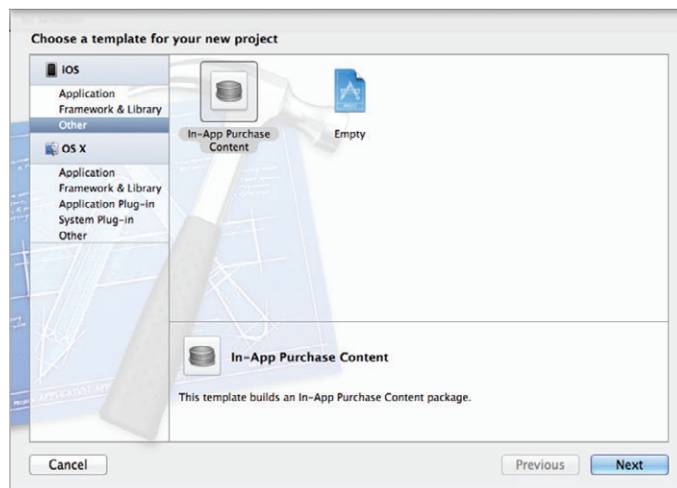 Choose a template for your new project
iOS
Application
Framework & Library
Other
OS X
Application
Framework & Library
Application Plug-in
System Plug-in
Other
In-App Purchase
Content
Empty
In-App Purchase Content
This template builds an In-App Purchase Content package.
Cancel
Previous
Next